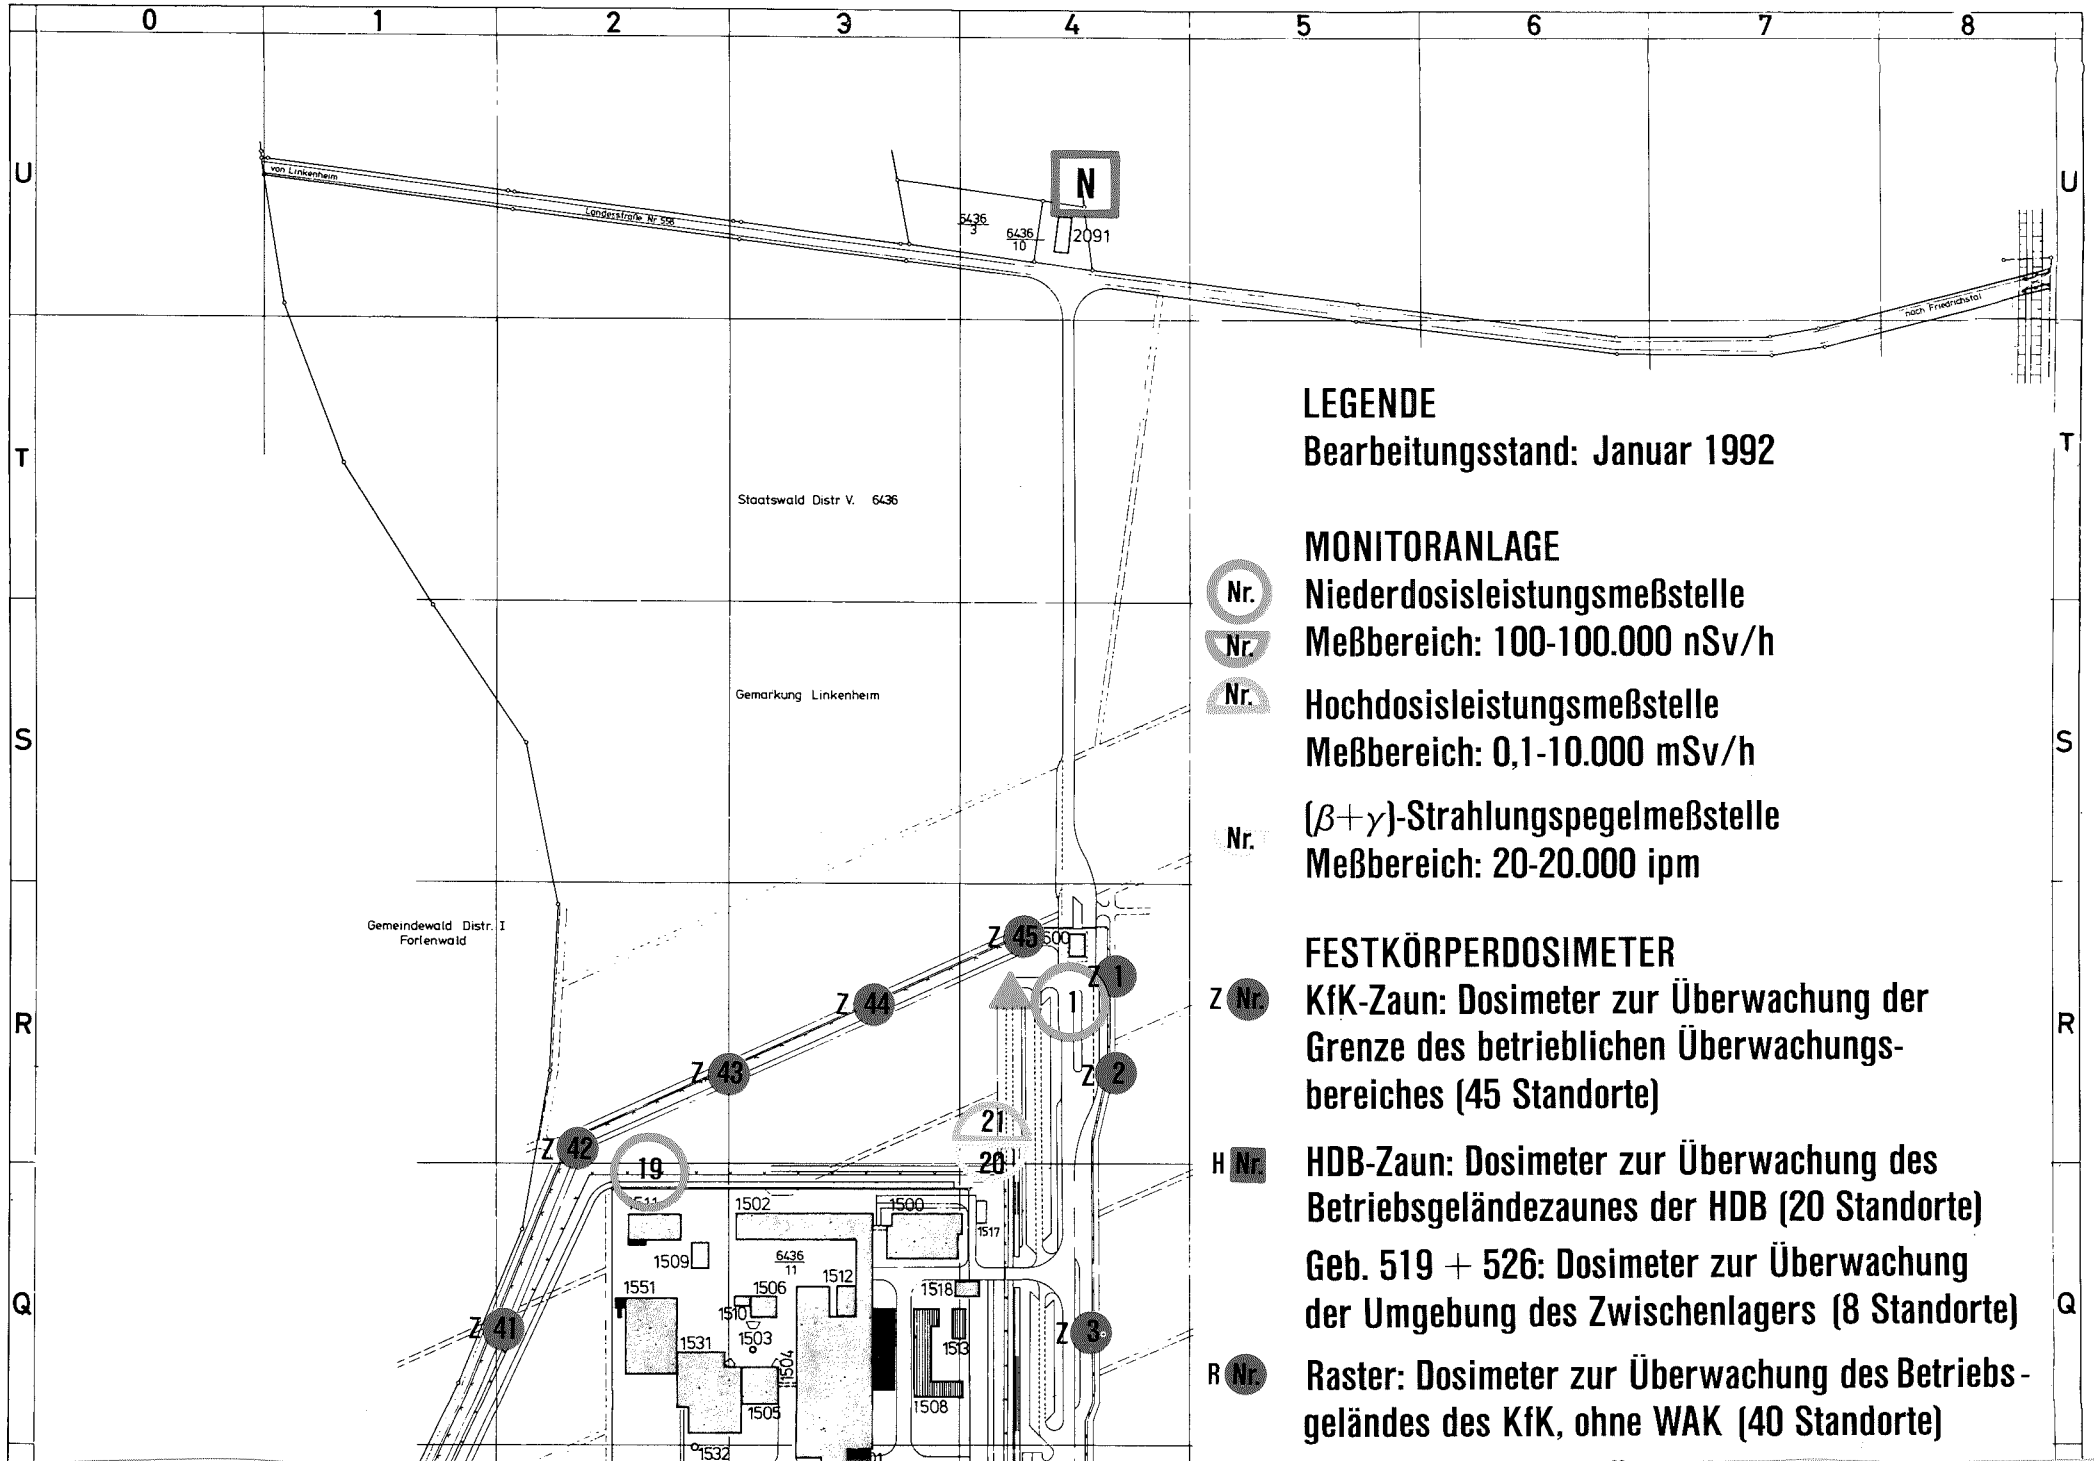 0 1 2 3 4 5 6 7 8
U U
von Linkenheim
Landesstraße Nr 556
N
6436
3
6436
10
2091
nach Friedrichstal
LEGENDE
Bearbeitungsstand: Januar 1992
T T
Staatswald Distr V. 6436
MONITORANLAGE
Nr. Niederdosisleistungsmeßstelle
Nr. Meßbereich: 100-100.000 nSv/h
Gemarkung Linkenheim
Nr. Hochdosisleistungsmeßstelle
Meßbereich: 0,1-10.000 mSv/h
S S
Nr. (β+γ)-Strahlungspegelmeßstelle
Meßbereich: 20-20.000 ipm
Gemeindewald Distr. I
Forlenwald
Z 45
Z 1
1
Z 44
R R
Z 43
Z 2
21
20
Z 42
19
FESTKÖRPERDOSIMETER
Z Nr. KfK-Zaun: Dosimeter zur Überwachung der
Grenze des betrieblichen Überwachungs-
bereiches (45 Standorte)
H Nr. HDB-Zaun: Dosimeter zur Überwachung des
Betriebsgeländezaunes der HDB (20 Standorte)
Geb. 519 + 526: Dosimeter zur Überwachung
der Umgebung des Zwischenlagers (8 Standorte)
R Nr. Raster: Dosimeter zur Überwachung des Betriebs-
geländes des KfK, ohne WAK (40 Standorte)
1502
1500
1517
1509
6436
11
1551
1506
1512
1518
1510
Q Q
Z 41
1503
1531
1504
1513
Z 3
1505
1508
1532